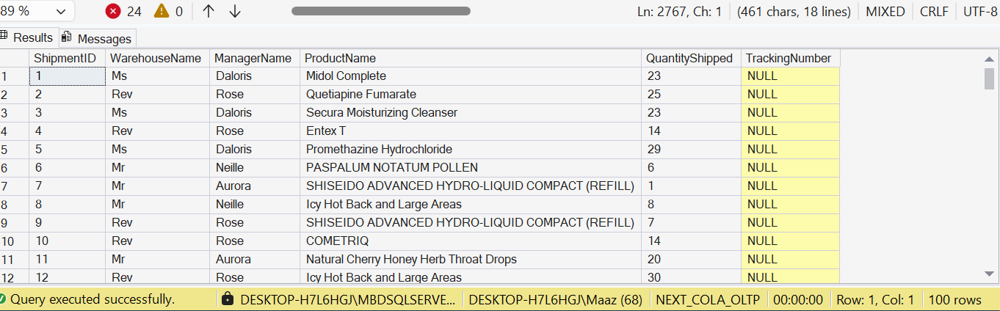 89 % 24 0 Ln: 2767, Ch: 1 (461 chars, 18 lines) MIXED CRLF UTF-8
Results Messages
ShipmentID WarehouseName ManagerName ProductName QuantityShipped TrackingNumber
1 1 Ms Daloris Midol Complete 23 NULL
2 2 Rev Rose Quetiapine Fumarate 25 NULL
3 3 Ms Daloris Secura Moisturizing Cleanser 23 NULL
4 4 Rev Rose Entex T 14 NULL
5 5 Ms Daloris Promethazine Hydrochloride 29 NULL
6 6 Mr Neille PASPALUM NOTATUM POLLEN 6 NULL
7 7 Mr Aurora SHISEIDO ADVANCED HYDRO-LIQUID COMPACT (REFILL) 1 NULL
8 8 Mr Neille Icy Hot Back and Large Areas 8 NULL
9 9 Rev Rose SHISEIDO ADVANCED HYDRO-LIQUID COMPACT (REFILL) 7 NULL
10 10 Rev Rose COMETRIQ 14 NULL
11 11 Mr Aurora Natural Cherry Honey Herb Throat Drops 20 NULL
12 12 Rev Rose Icy Hot Back and Large Areas 30 NULL
Query executed successfully. DESKTOP-H7L6HGJ\MBDSQLSERVE... DESKTOP-H7L6HGJ\Maaz (68) NEXT_COLA_OLTP 00:00:00 Row: 1, Col: 1 100 rows